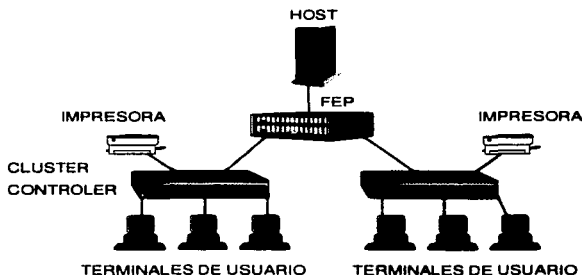 HOST
FEP
IMPRESORA
IMPRESORA
CLUSTER
CONTROLER
TERMINALES DE USUARIO
TERMINALES DE USUARIO